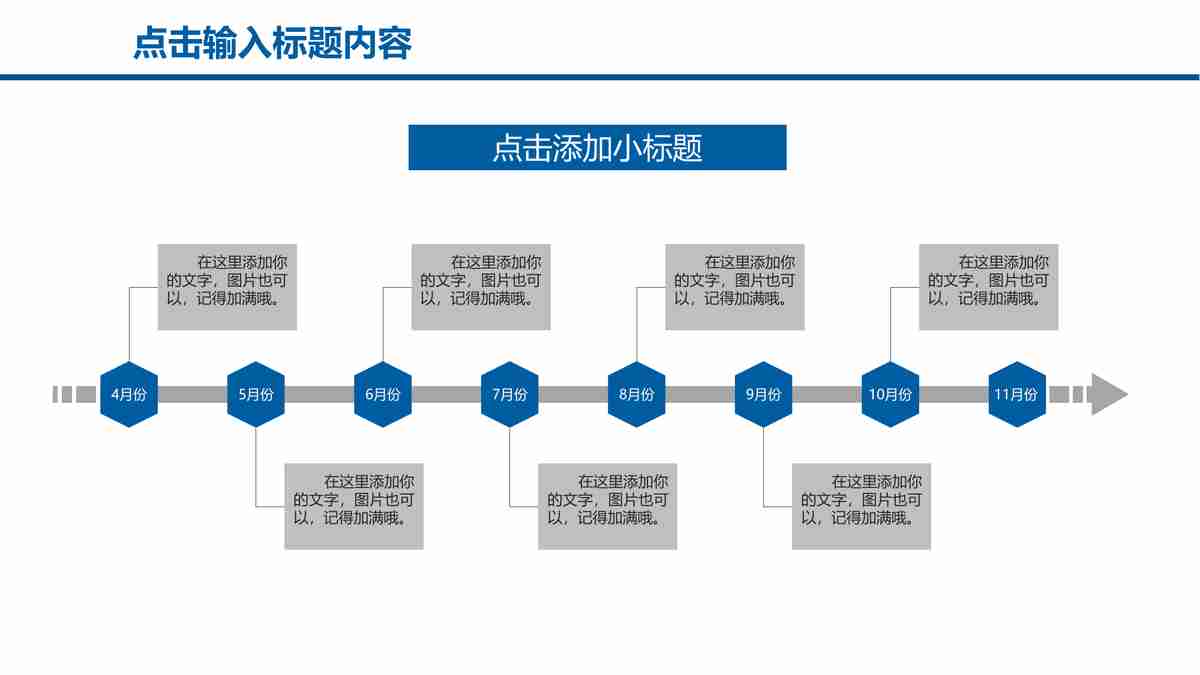 点击输入标题内容
点击添加小标题
在这里添加你
的文字，图片也可
以，记得加满哦。
在这里添加你
的文字，图片也可
以，记得加满哦。
在这里添加你
的文字，图片也可
以，记得加满哦。
在这里添加你
的文字，图片也可
以，记得加满哦。
4月份
5月份
6月份
7月份
8月份
9月份
10月份
11月份
在这里添加你
的文字，图片也可
以，记得加满哦。
在这里添加你
的文字，图片也可
以，记得加满哦。
在这里添加你
的文字，图片也可
以，记得加满哦。